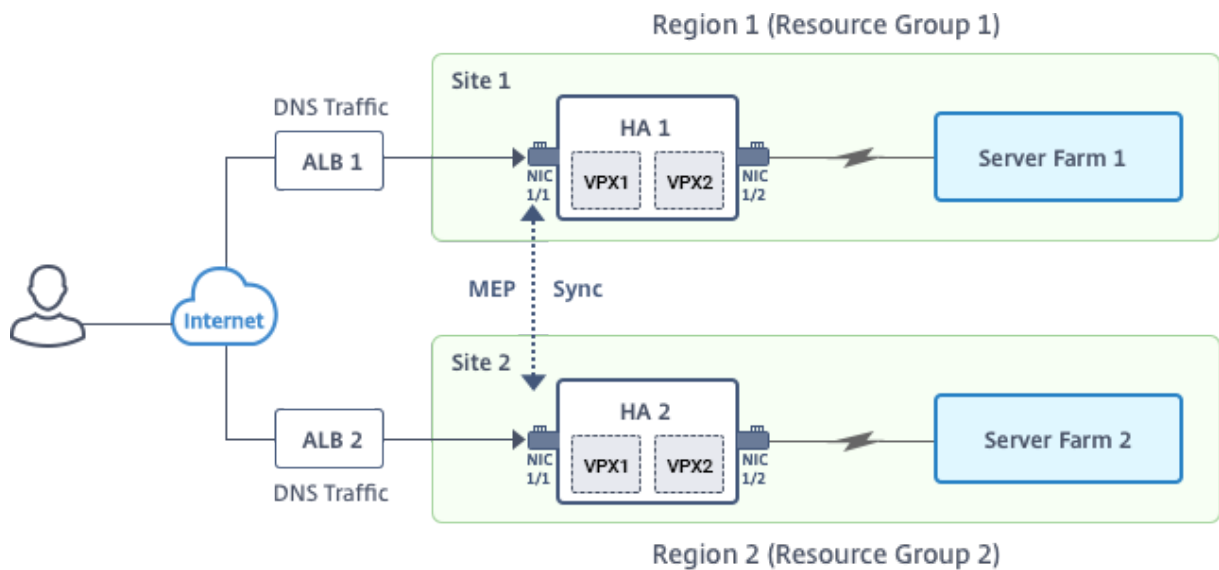 Region 1 (Resource Group 1)
Site 1
DNS Traffic
ALB 1
HA 1
VPX1
VPX2
NIC
1/1
NIC
1/2
Server Farm 1
MEP
Sync
Internet
Site 2
ALB 2
DNS Traffic
HA 2
VPX1
VPX2
NIC
1/1
NIC
1/2
Server Farm 2
Region 2 (Resource Group 2)